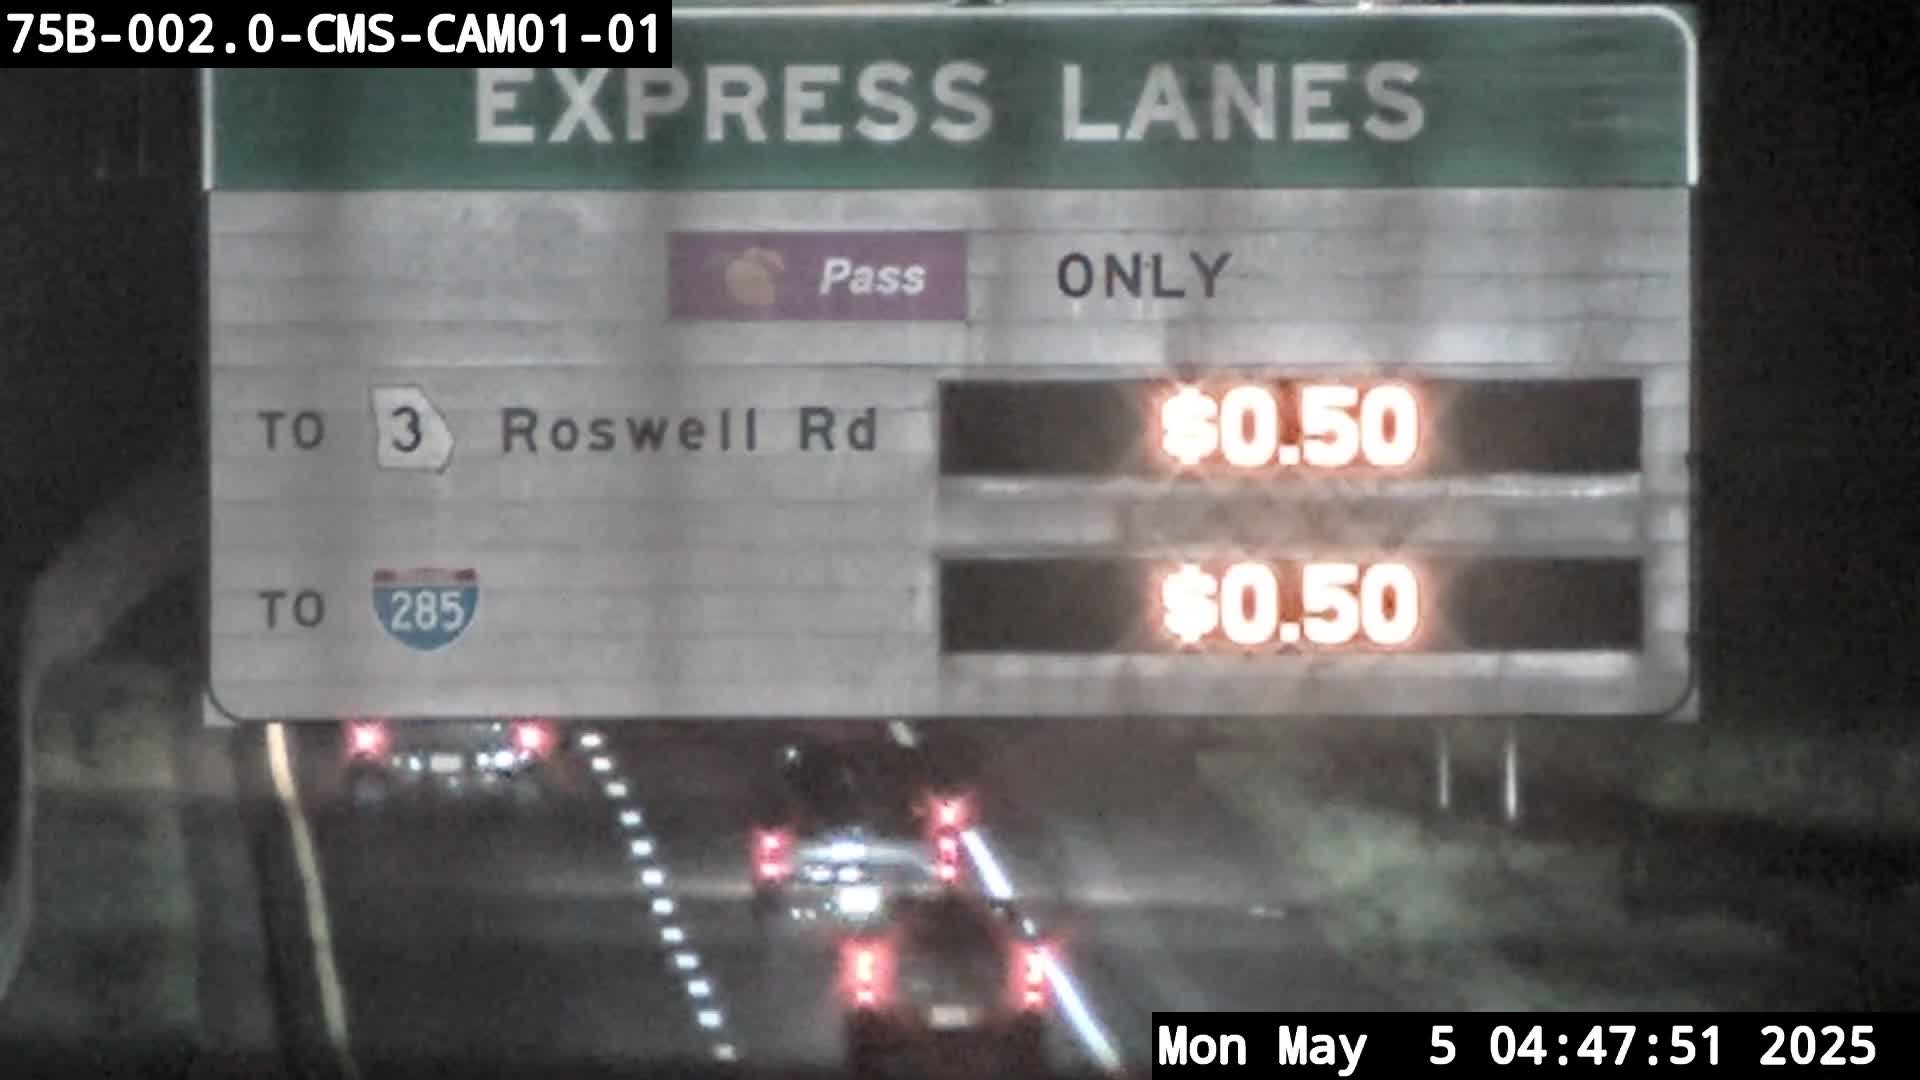 75B-002.0-CMS-CAM01-01
EXPRESS LANES
Pass ONLY
TO 3 Roswell Rd $0.50
TO 285 $0.50
Mon May 5 04:47:51 2025